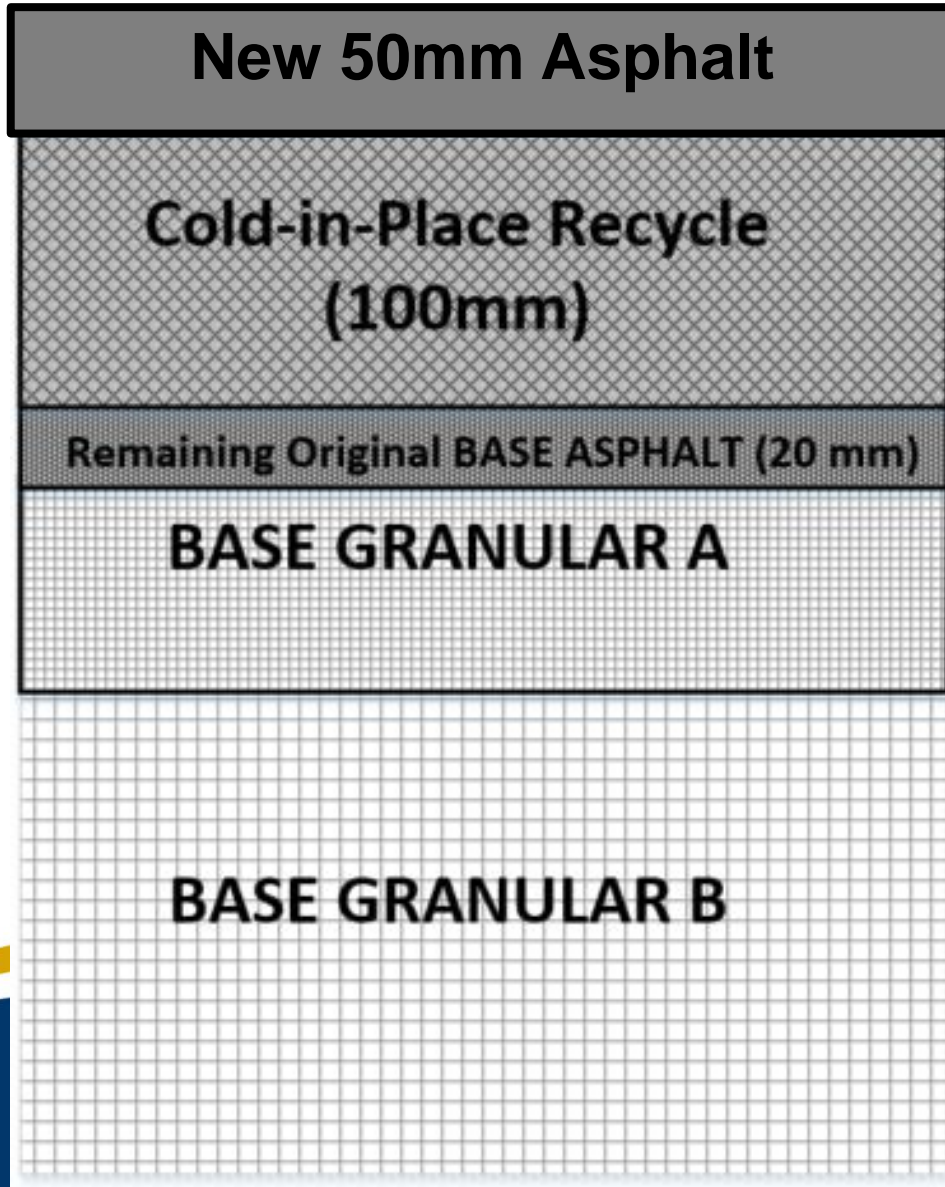 New 50mm Asphalt
Cold-in-Place Recycle
(100mm)
Remaining Original BASE ASPHALT (20 mm)
BASE GRANULAR A
BASE GRANULAR B